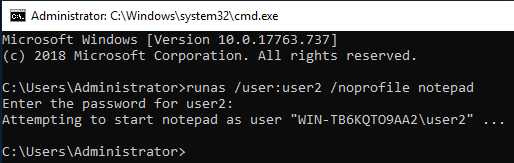 Administrator: C:\Windows\system32\cmd.exe
Microsoft Windows [Version 10.0.17763.737]
(c) 2018 Microsoft Corporation. All rights reserved.
C:\Users\Administrator>runas /user:user2 /noprofile notepad
Enter the password for user2:
Attempting to start notepad as user "WIN-TB6KQTO9AA2\user2" ...
C:\Users\Administrator>